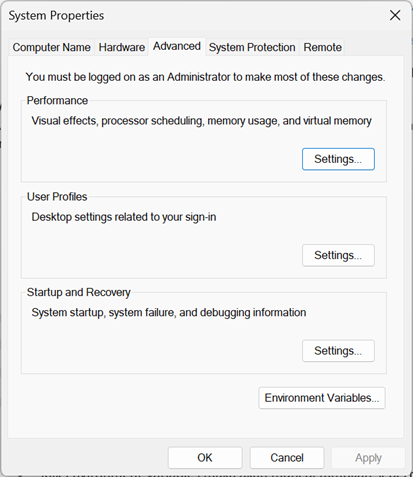 System Properties
Computer Name Hardware Advanced System Protection Remote
You must be logged on as an Administrator to make most of these changes.
Performance
Visual effects, processor scheduling, memory usage, and virtual memory
Settings...
User Profiles
Desktop settings related to your sign-in
Settings...
Startup and Recovery
System startup, system failure, and debugging information
Settings...
Environment Variables...
OK Cancel Apply